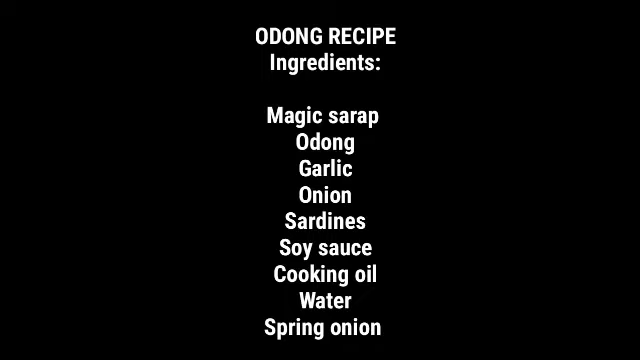 ODONG RECIPE
Ingredients:
Magic sarap
Odong
Garlic
Onion
Sardines
Soy sauce
Cooking oil
Water
Spring onion